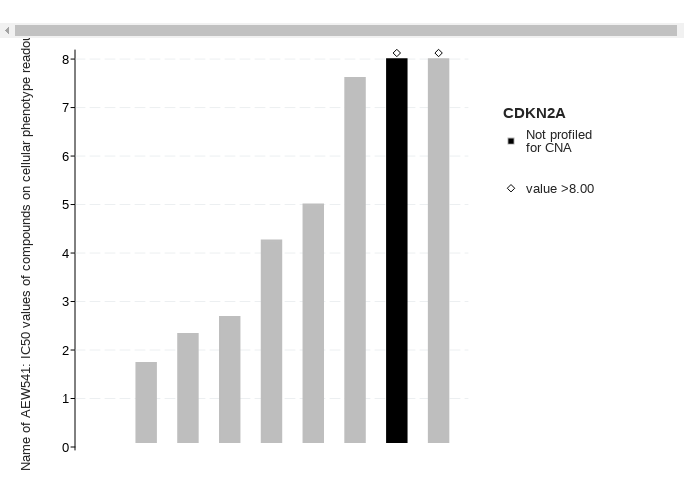 Name of AEW541: IC50 values of compounds on cellular phenotype
8
7
6
5
4
3
2
1
0
CDKN2A
Not profiled
for CNA
value >8.00